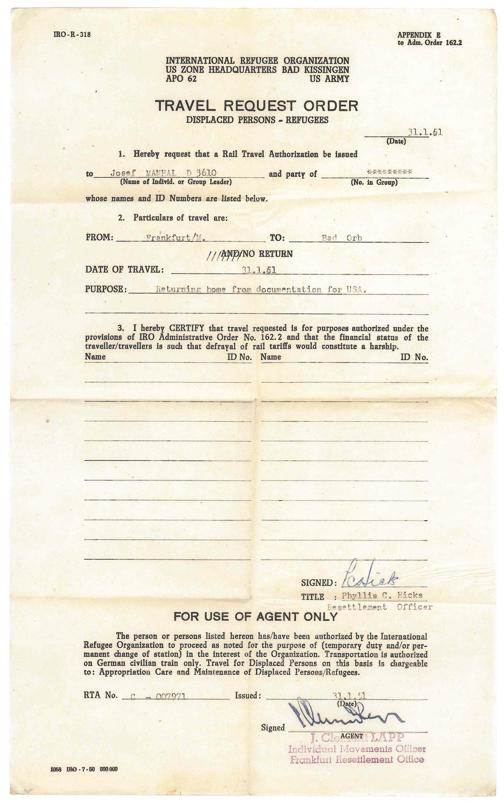 IRO-R-318
APPENDIX E
to Adm. Order 162.2
INTERNATIONAL REFUGEE ORGANIZATION
US ZONE HEADQUARTERS BAD KISSINGEN
APO 62 US ARMY
TRAVEL REQUEST ORDER
DISPLACED PERSONS - REFUGEES
31.1.51
(Date)
1. Hereby request that a Rail Travel Authorization be issued
to Josef MAMHAL D 3610 and party of *********
(Name of Individ. or Group Leader) (No. in Group)
whose names and ID Numbers are listed below.
2. Particulars of travel are:
FROM: Frankfurt/M. TO: Bad Orb
///////AND/NO RETURN
DATE OF TRAVEL: 31.1.51
PURPOSE: Returning home from documentation for USA.
3. I hereby CERTIFY that travel requested is for purposes authorized under the
provisions of IRO Administrative Order No. 162.2 and that the financial status of the
traveller/travellers is such that defrayal of rail tariffs would constitute a harship.
Name ID No. Name ID No.
SIGNED: PCHick
TITLE : Phyllis C. Hicks
Resettlement Officer
FOR USE OF AGENT ONLY
The person or persons listed hereon has/have been authorized by the International
Refugee Organization to proceed as noted for the purpose of (temporary duty and/or per-
manent change of station) in the interest of the Organization. Transportation is authorized
on German civilian train only. Travel for Displaced Persons on this basis is chargeable
to: Appropriation Care and Maintenance of Displaced Persons/Refugees.
RTA No. C - 007971 Issued: 31.1.51
(Date)
Signed
AGENT
J. LAPP
Individual Movements Officer
Frankfurt Resettlement Office
IRO-7-50